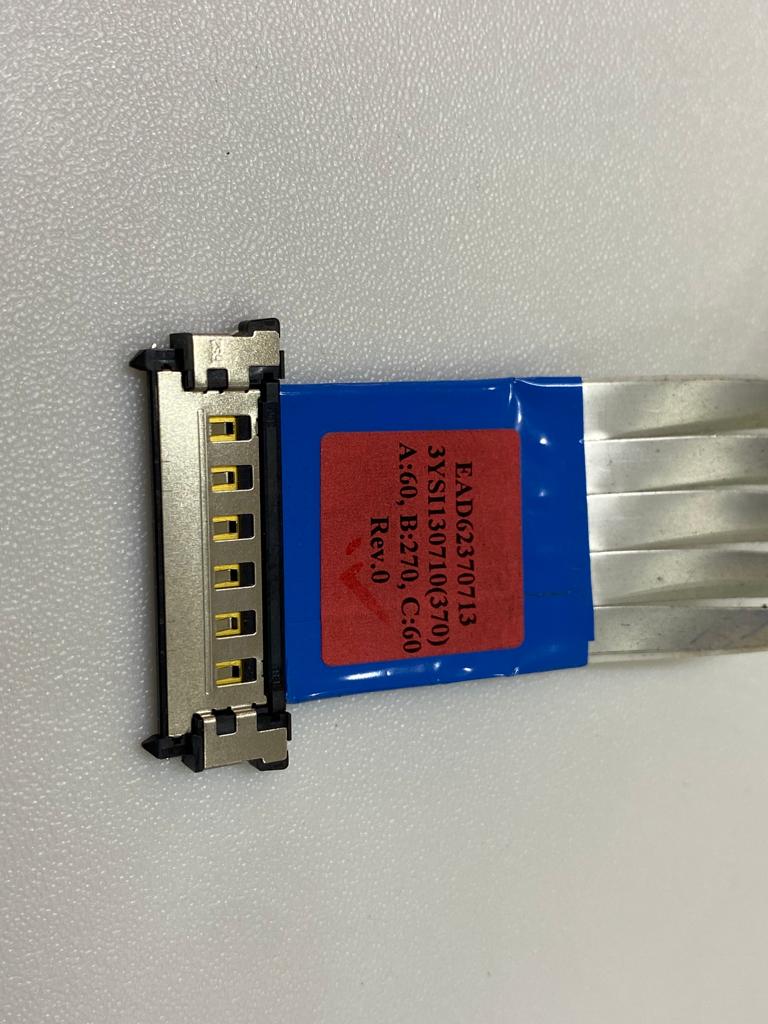 EAD62370713
3YSI130710(370)
A:60, B:270, C:60
Rev.0